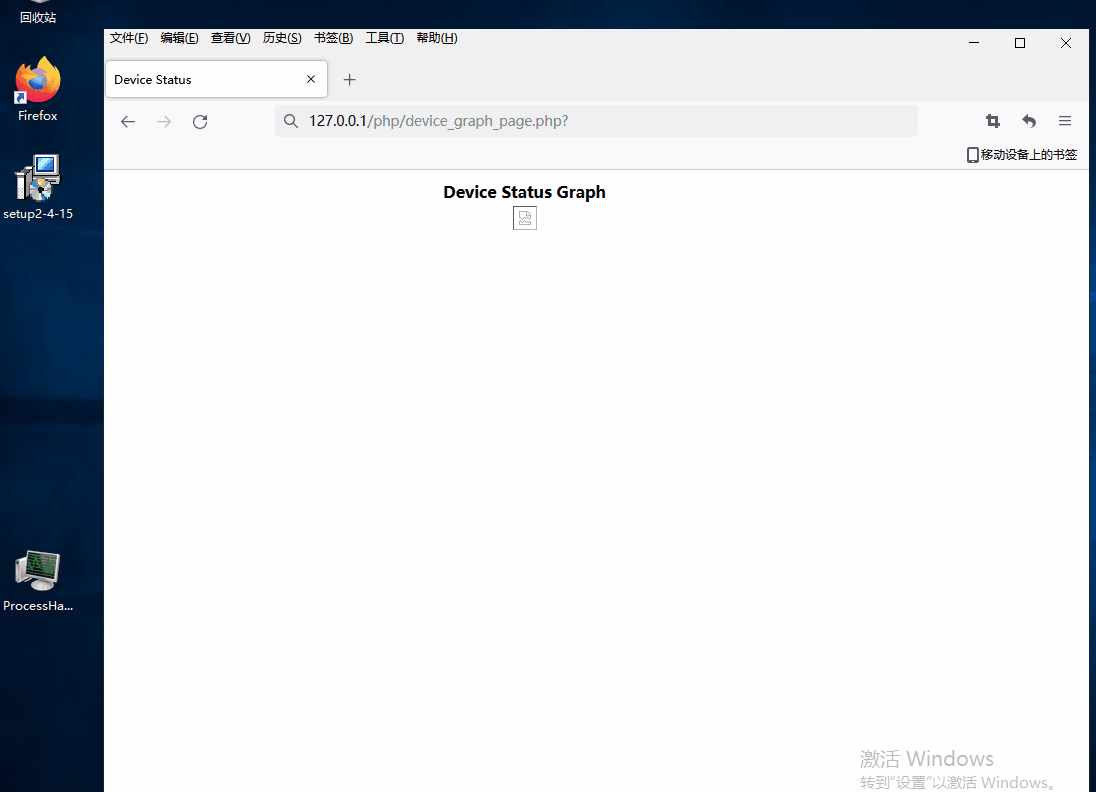 回收站
Firefox
setup2-4-15
ProcessHa...
文件(F) 编辑(E) 查看(V) 历史(S) 书签(B) 工具(T) 帮助(H)
Device Status
127.0.0.1/php/device_graph_page.php?
移动设备上的书签
Device Status Graph
激活 Windows
转到"设置"以激活 Windows。